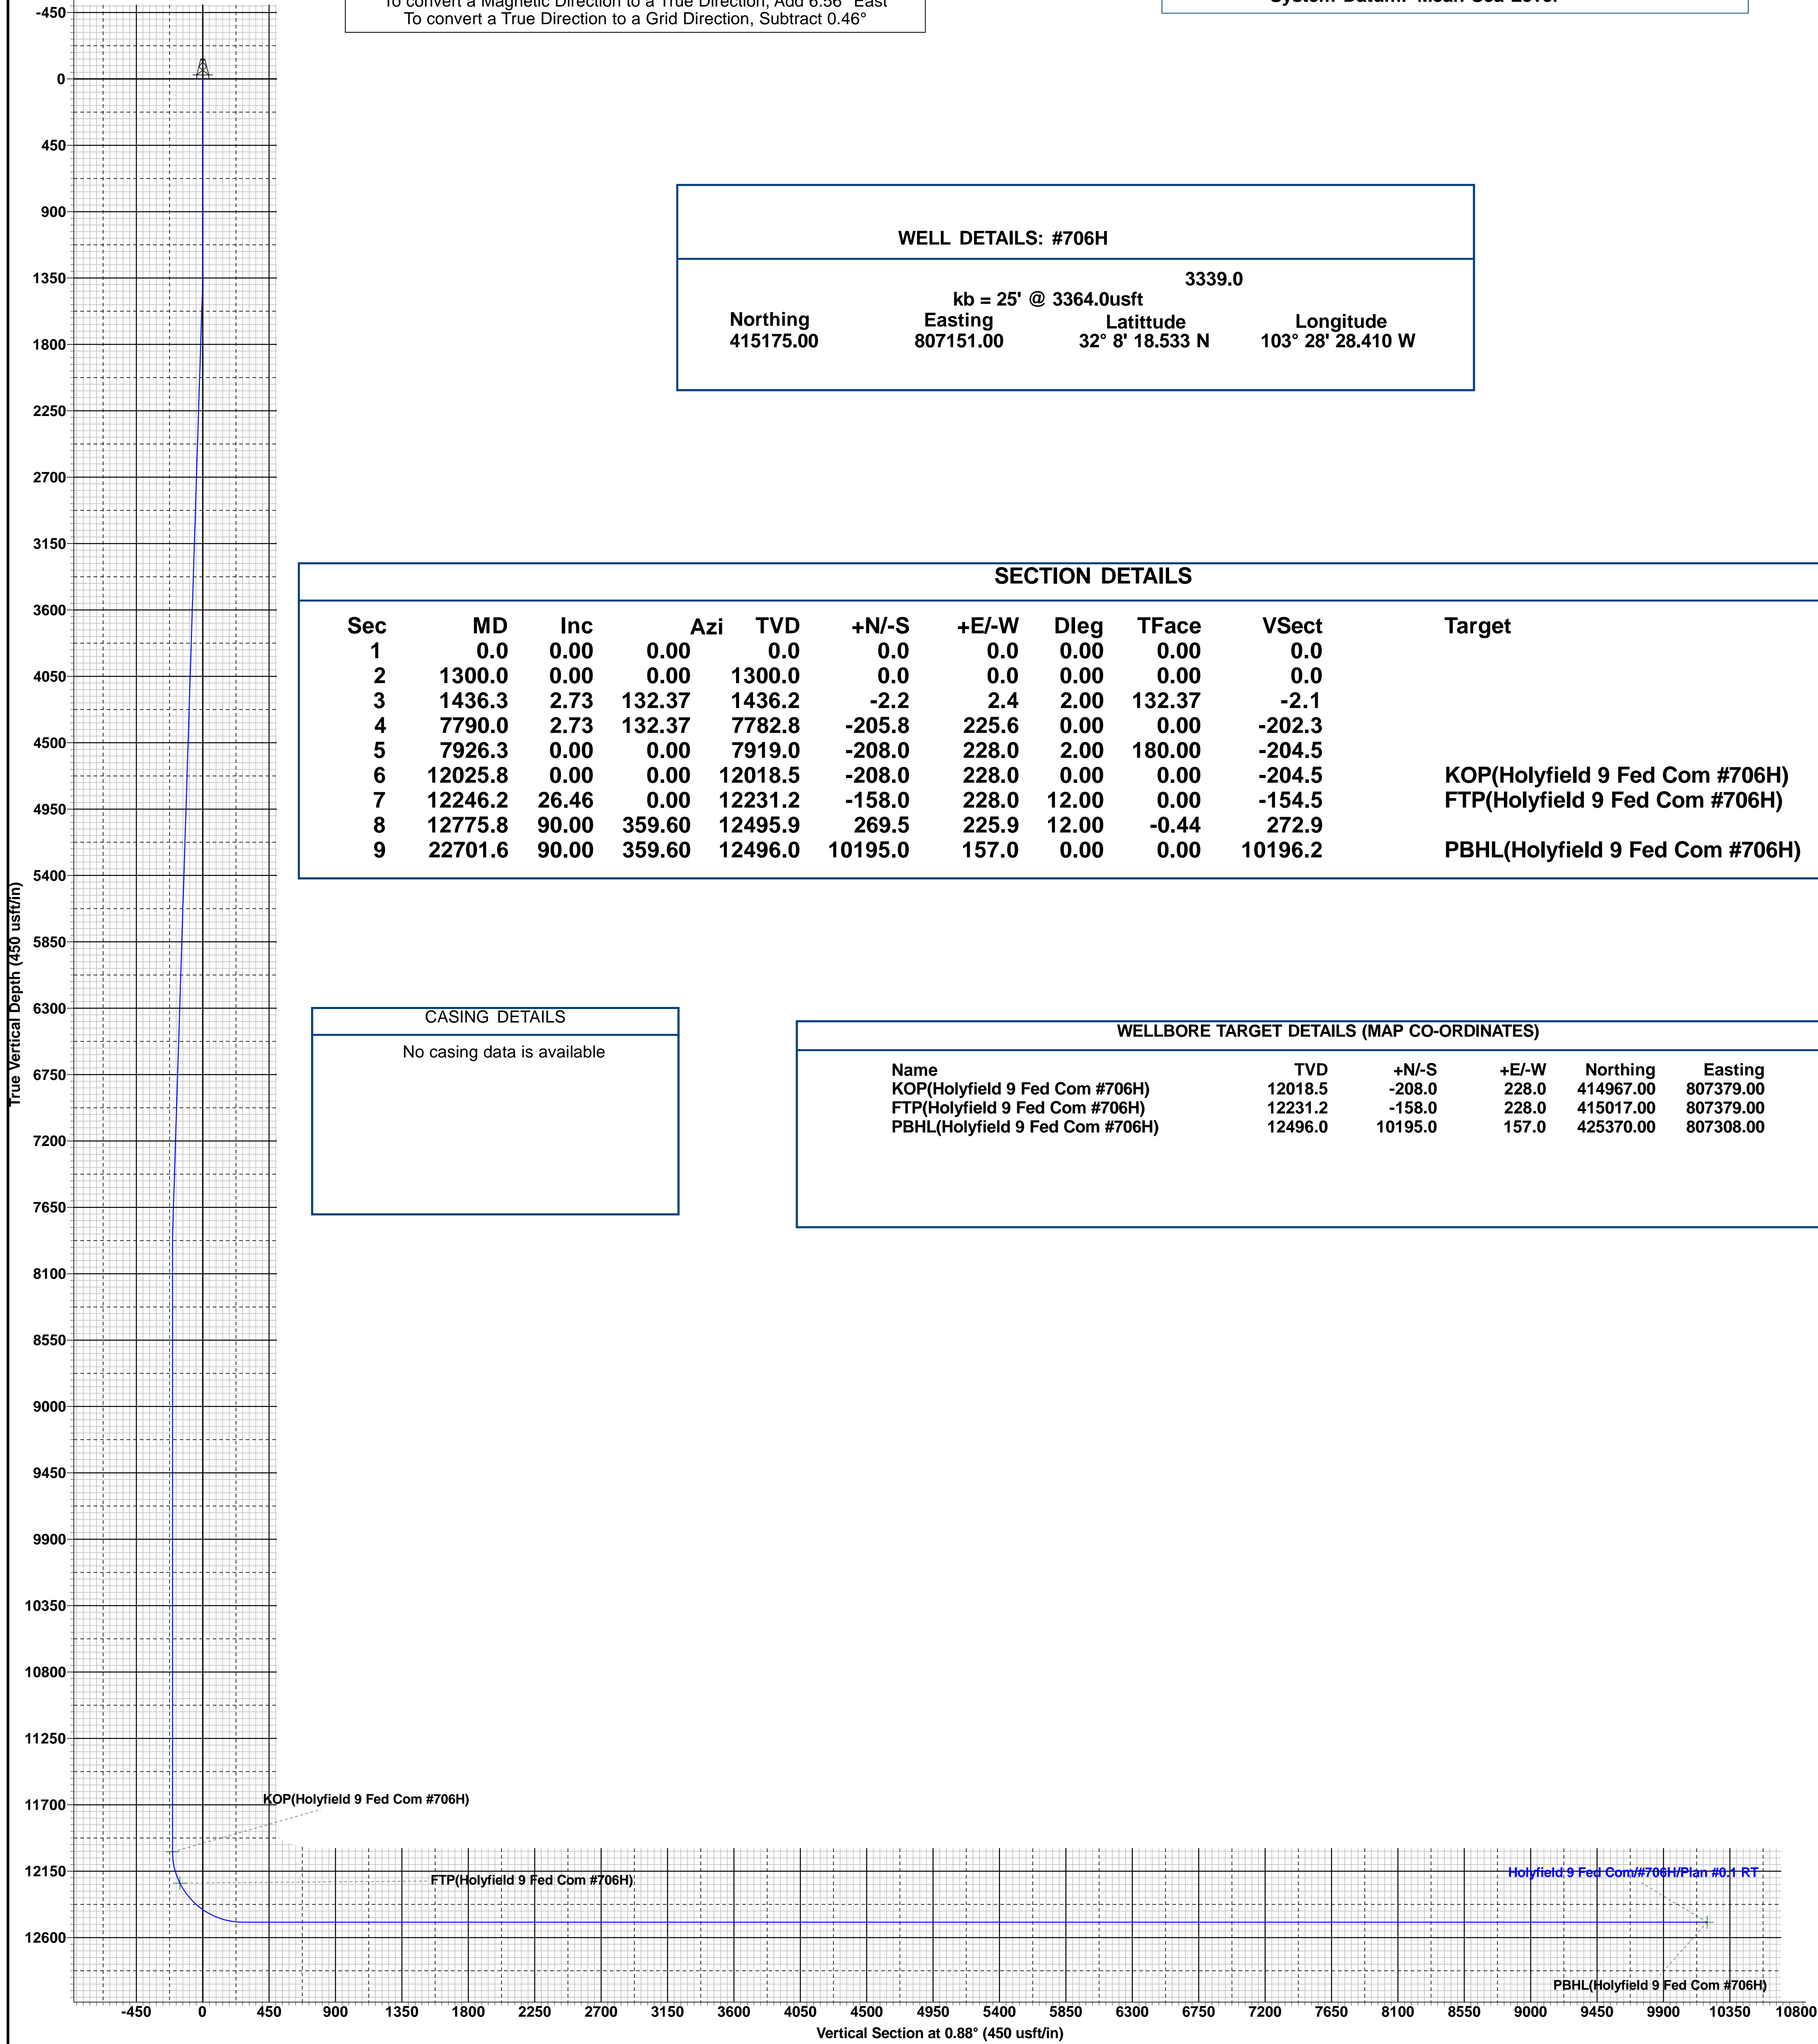 To convert a Magnetic Direction to a True Direction, Add 6.56° East
To convert a True Direction to a Grid Direction, Subtract 0.46°
System Datum: Mean Sea Level
WELL DETAILS: #706H
3339.0
kb = 25' @ 3364.0usft
Northing Easting Latittude Longitude
415175.00 807151.00 32° 8' 18.533 N 103° 28' 28.410 W
SECTION DETAILS
Sec MD Inc Azi TVD +N/-S +E/-W Dleg TFace VSect Target
1 0.0 0.00 0.00 0.0 0.0 0.0 0.00 0.00 0.0
2 1300.0 0.00 0.00 1300.0 0.0 0.0 0.00 0.00 0.0
3 1436.3 2.73 132.37 1436.2 -2.2 2.4 2.00 132.37 -2.1
4 7790.0 2.73 132.37 7782.8 -205.8 225.6 0.00 0.00 -202.3
5 7926.3 0.00 0.00 7919.0 -208.0 228.0 2.00 180.00 -204.5
6 12025.8 0.00 0.00 12018.5 -208.0 228.0 0.00 0.00 -204.5 KOP(Holyfield 9 Fed Com #706H)
7 12246.2 26.46 0.00 12231.2 -158.0 228.0 12.00 0.00 -154.5 FTP(Holyfield 9 Fed Com #706H)
8 12775.8 90.00 359.60 12495.9 269.5 225.9 12.00 -0.44 272.9
9 22701.6 90.00 359.60 12496.0 10195.0 157.0 0.00 0.00 10196.2 PBHL(Holyfield 9 Fed Com #706H)
CASING DETAILS
No casing data is available
WELLBORE TARGET DETAILS (MAP CO-ORDINATES)
Name TVD +N/-S +E/-W Northing Easting
KOP(Holyfield 9 Fed Com #706H) 12018.5 -208.0 228.0 414967.00 807379.00
FTP(Holyfield 9 Fed Com #706H) 12231.2 -158.0 228.0 415017.00 807379.00
PBHL(Holyfield 9 Fed Com #706H) 12496.0 10195.0 157.0 425370.00 807308.00
True Vertical Depth (450 usft/in)
-450
0
450
900
1350
1800
2250
2700
3150
3600
4050
4500
4950
5400
5850
6300
6750
7200
7650
8100
8550
9000
9450
9900
10350
10800
11250
11700
12150
12600
KOP(Holyfield 9 Fed Com #706H)
FTP(Holyfield 9 Fed Com #706H)
Holyfield 9 Fed Com/#706H/Plan #0.1 RT
PBHL(Holyfield 9 Fed Com #706H)
-450 0 450 900 1350 1800 2250 2700 3150 3600 4050 4500 4950 5400 5850 6300 6750 7200 7650 8100 8550 9000 9450 9900 10350 10800
Vertical Section at 0.88° (450 usft/in)